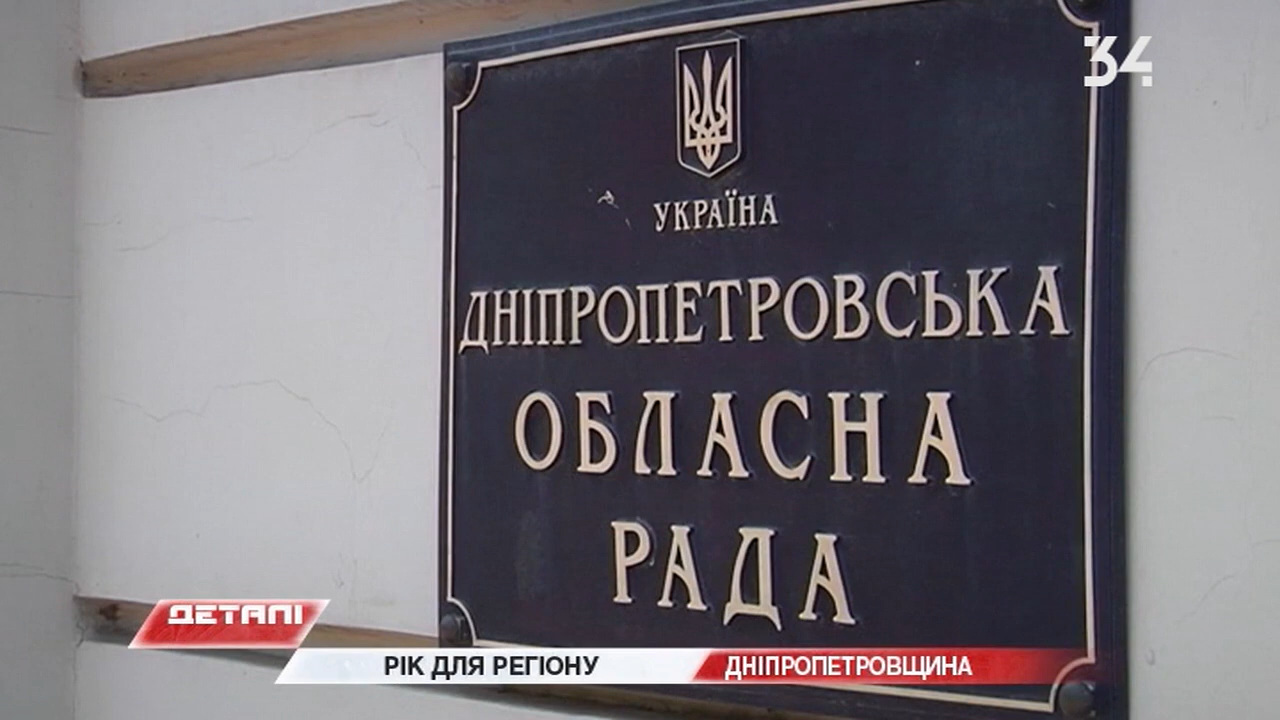 34
УКРАЇНА
ДНІПРОПЕТРОВСЬКА
ОБЛАСНА
РАДА
ДЕТАЛІ
РІК ДЛЯ РЕГІОНУ
ДНІПРОПЕТРОВЩИНА